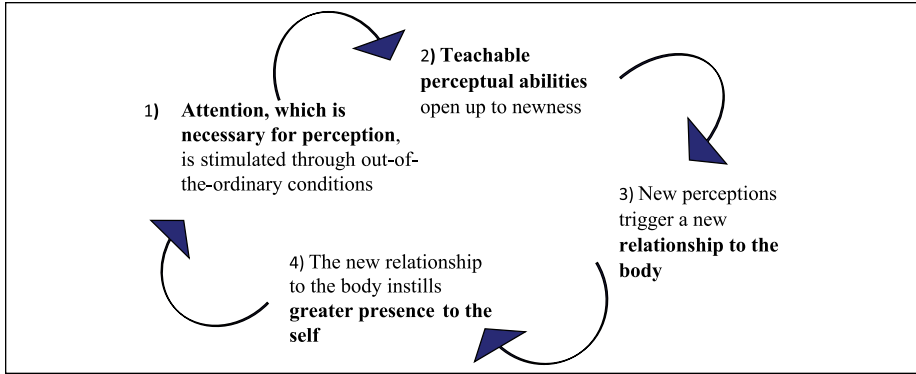 1) Attention, which is
necessary for perception,
is stimulated through out-of-
the-ordinary conditions
2) Teachable
perceptual abilities
open up to newness
3) New perceptions
trigger a new
relationship to the
body
4) The new relationship
to the body instills
greater presence to the
self